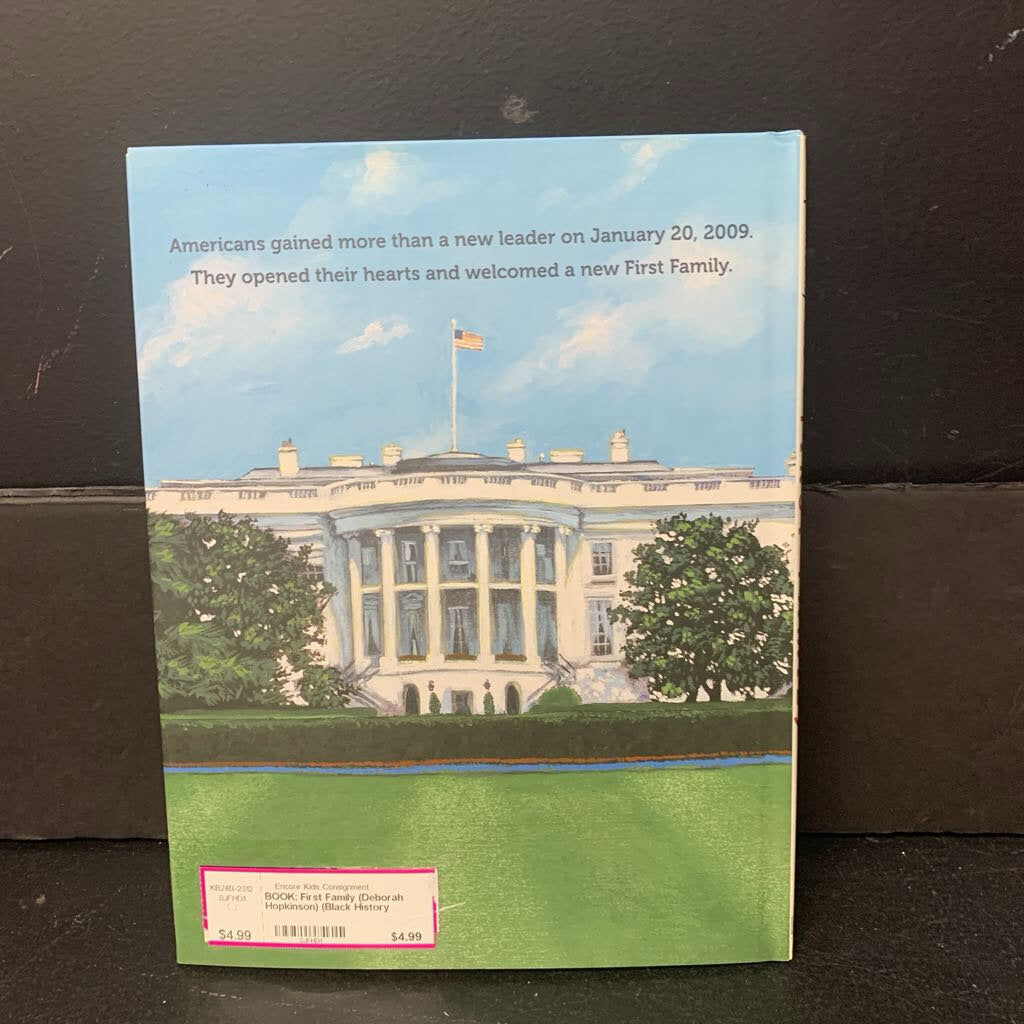 Americans gained more than a new leader on January 20, 2009.
They opened their hearts and welcomed a new First Family.
KB24B-2312
SJFHD1
$4.99
Encore Kids Consignment
BOOK; First Family (Deborah
Hopkinson) (Black History
SJFHD1
$4.99